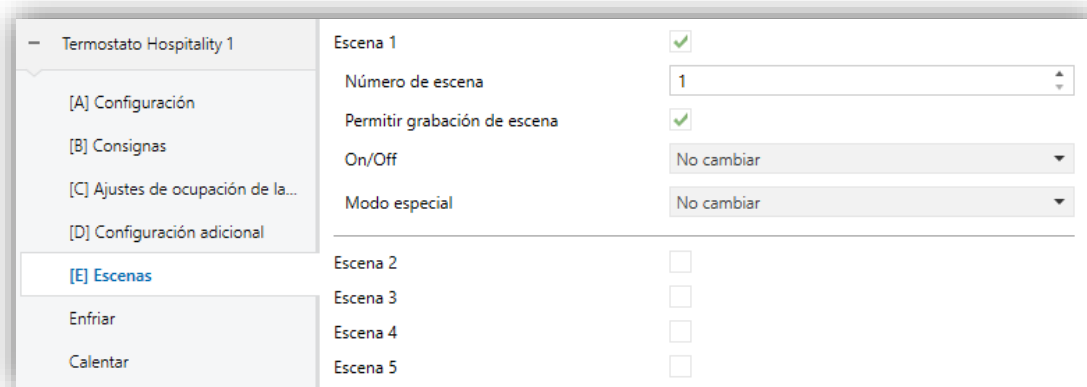 Termostato Hospitality 1
[A] Configuración
[B] Consignas
[C] Ajustes de ocupación de la...
[D] Configuración adicional
[E] Escenas
Enfriar
Calentar
Escena 1
Número de escena
1
Permitir grabación de escena
On/Off
No cambiar
Modo especial
No cambiar
Escena 2
Escena 3
Escena 4
Escena 5